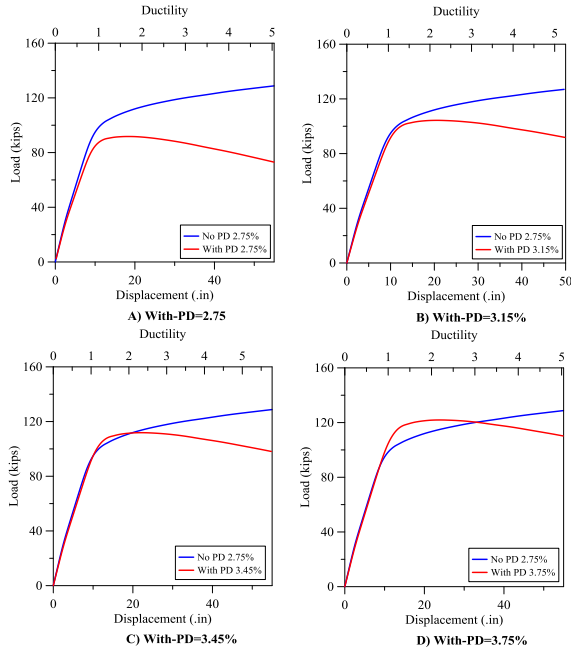 Ductility
0 1 2 3 4 5
160
120
80
40
0
Load (kips)
No PD 2.75%
With PD 2.75%
0 20 40
Displacement (.in)
A) With-PD=2.75
Ductility
0 1 2 3 4 5
160
120
80
40
0
Load (kips)
No PD 2.75%
With PD 3.15%
0 10 20 30 40 50
Displacement (.in)
B) With-PD=3.15%
Ductility
0 1 2 3 4 5
160
120
80
40
0
Load (kips)
No PD 2.75%
With PD 3.45%
0 20 40
Displacement (.in)
C) With-PD=3.45%
Ductility
0 1 2 3 4 5
160
120
80
40
0
Load (kips)
No PD 2.75%
With PD 3.75%
0 20 40
Displacement (.in)
D) With-PD=3.75%